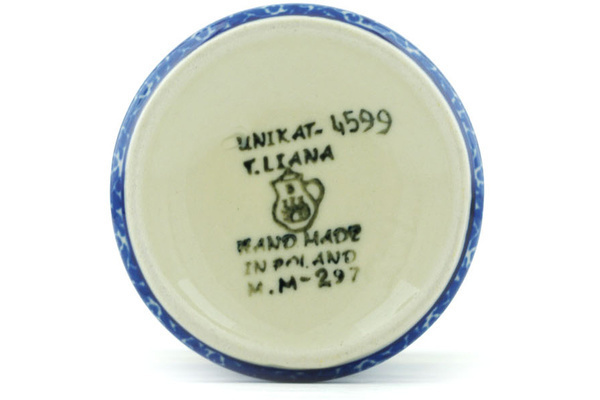 UNIKAT- 4599
T.LIANA
HAND MADE
IN POLAND
M.M-297